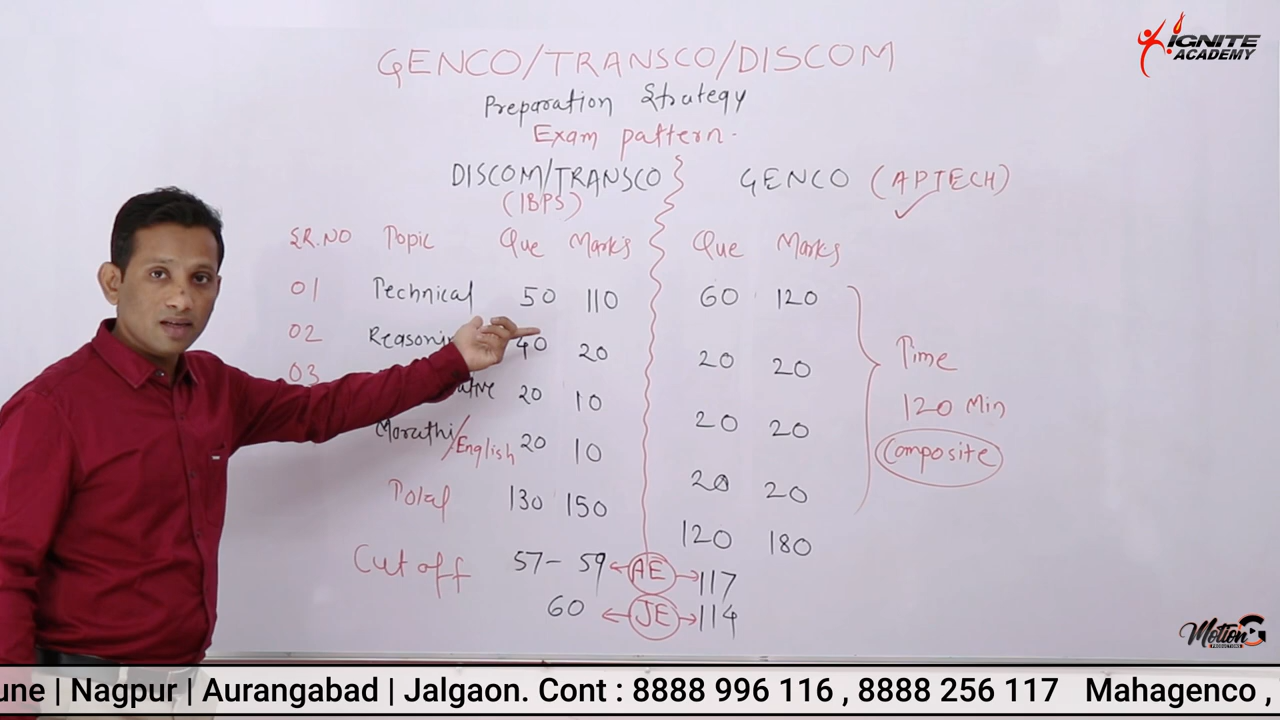 IGNITE
ACADEMY
GENCO/TRANSCO/DISCOM
Preparation Strategy
Exam pattern.
DISCOM/TRANSCO GENCO (APTECH)
(IBPS)
SR.NO Topic Que Mark's Que Marks
01 Technical 50 110 60 120
02 40 20 20 20
03 20 10 20 20
Marathi/English 20 10 20 20
Total 130 150 120 180
Time
120 Min
Composite
Cut off 57- 59 AE 117
60 JE 114
Motion G
PRODUCTIONS
une | Nagpur | Aurangabad | Jalgaon. Cont : 8888 996 116 , 8888 256 117 Mahagenco ,